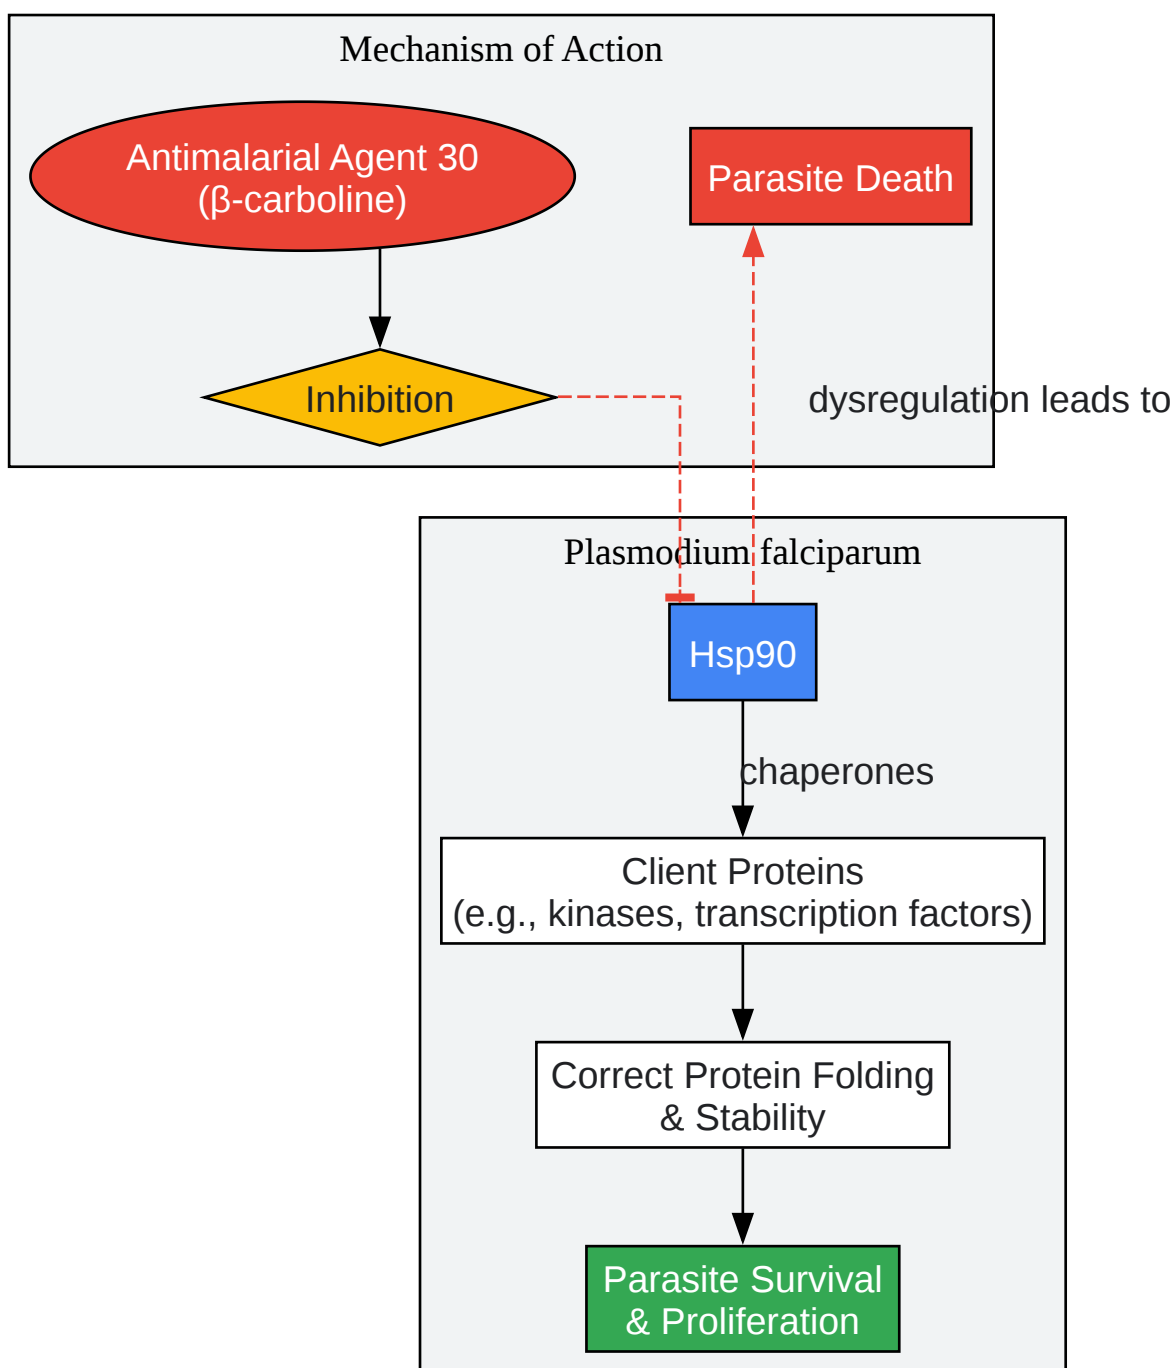 Mechanism of Action
Antimalarial Agent 30
(β-carboline)
Parasite Death
Inhibition
dysregulation leads to
Plasmodium falciparum
Hsp90
chaperones
Client Proteins
(e.g., kinases, transcription factors)
Correct Protein Folding
& Stability
Parasite Survival
& Proliferation